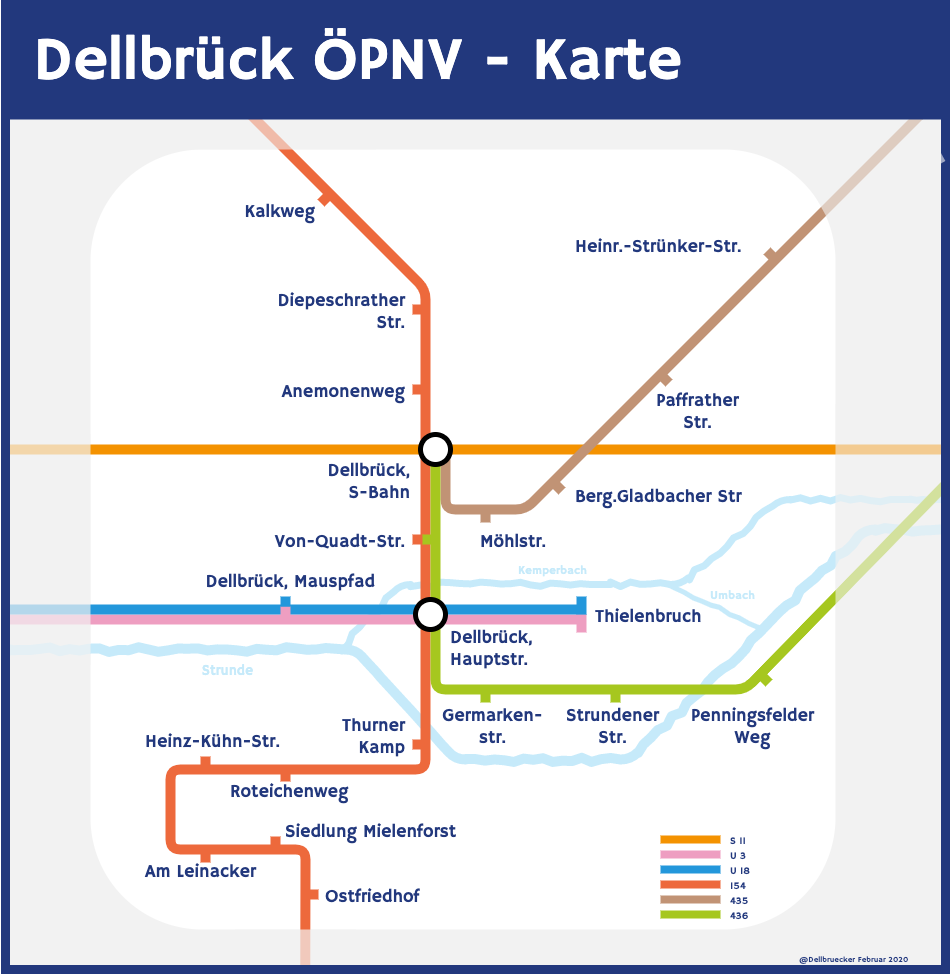 Dellbrück ÖPNV - Karte
Kalkweg
Heinr.-Strünker-Str.
Diepeschrather
Str.
Anemonenweg
Paffrather
Str.
Dellbrück,
S-Bahn
Berg.Gladbacher Str
Von-Quadt-Str.
Möhlstr.
Kemperbach
Dellbrück, Mauspfad
Umbach
Thielenbruch
Dellbrück,
Hauptstr.
Strunde
Germarken-
str.
Strundener
Str.
Penningsfelder
Weg
Thurner
Kamp
Heinz-Kühn-Str.
Roteichenweg
Siedlung Mielenforst
Am Leinacker
Ostfriedhof
S 11
U 3
U 18
154
435
436
@Dellbruecker Februar 2020